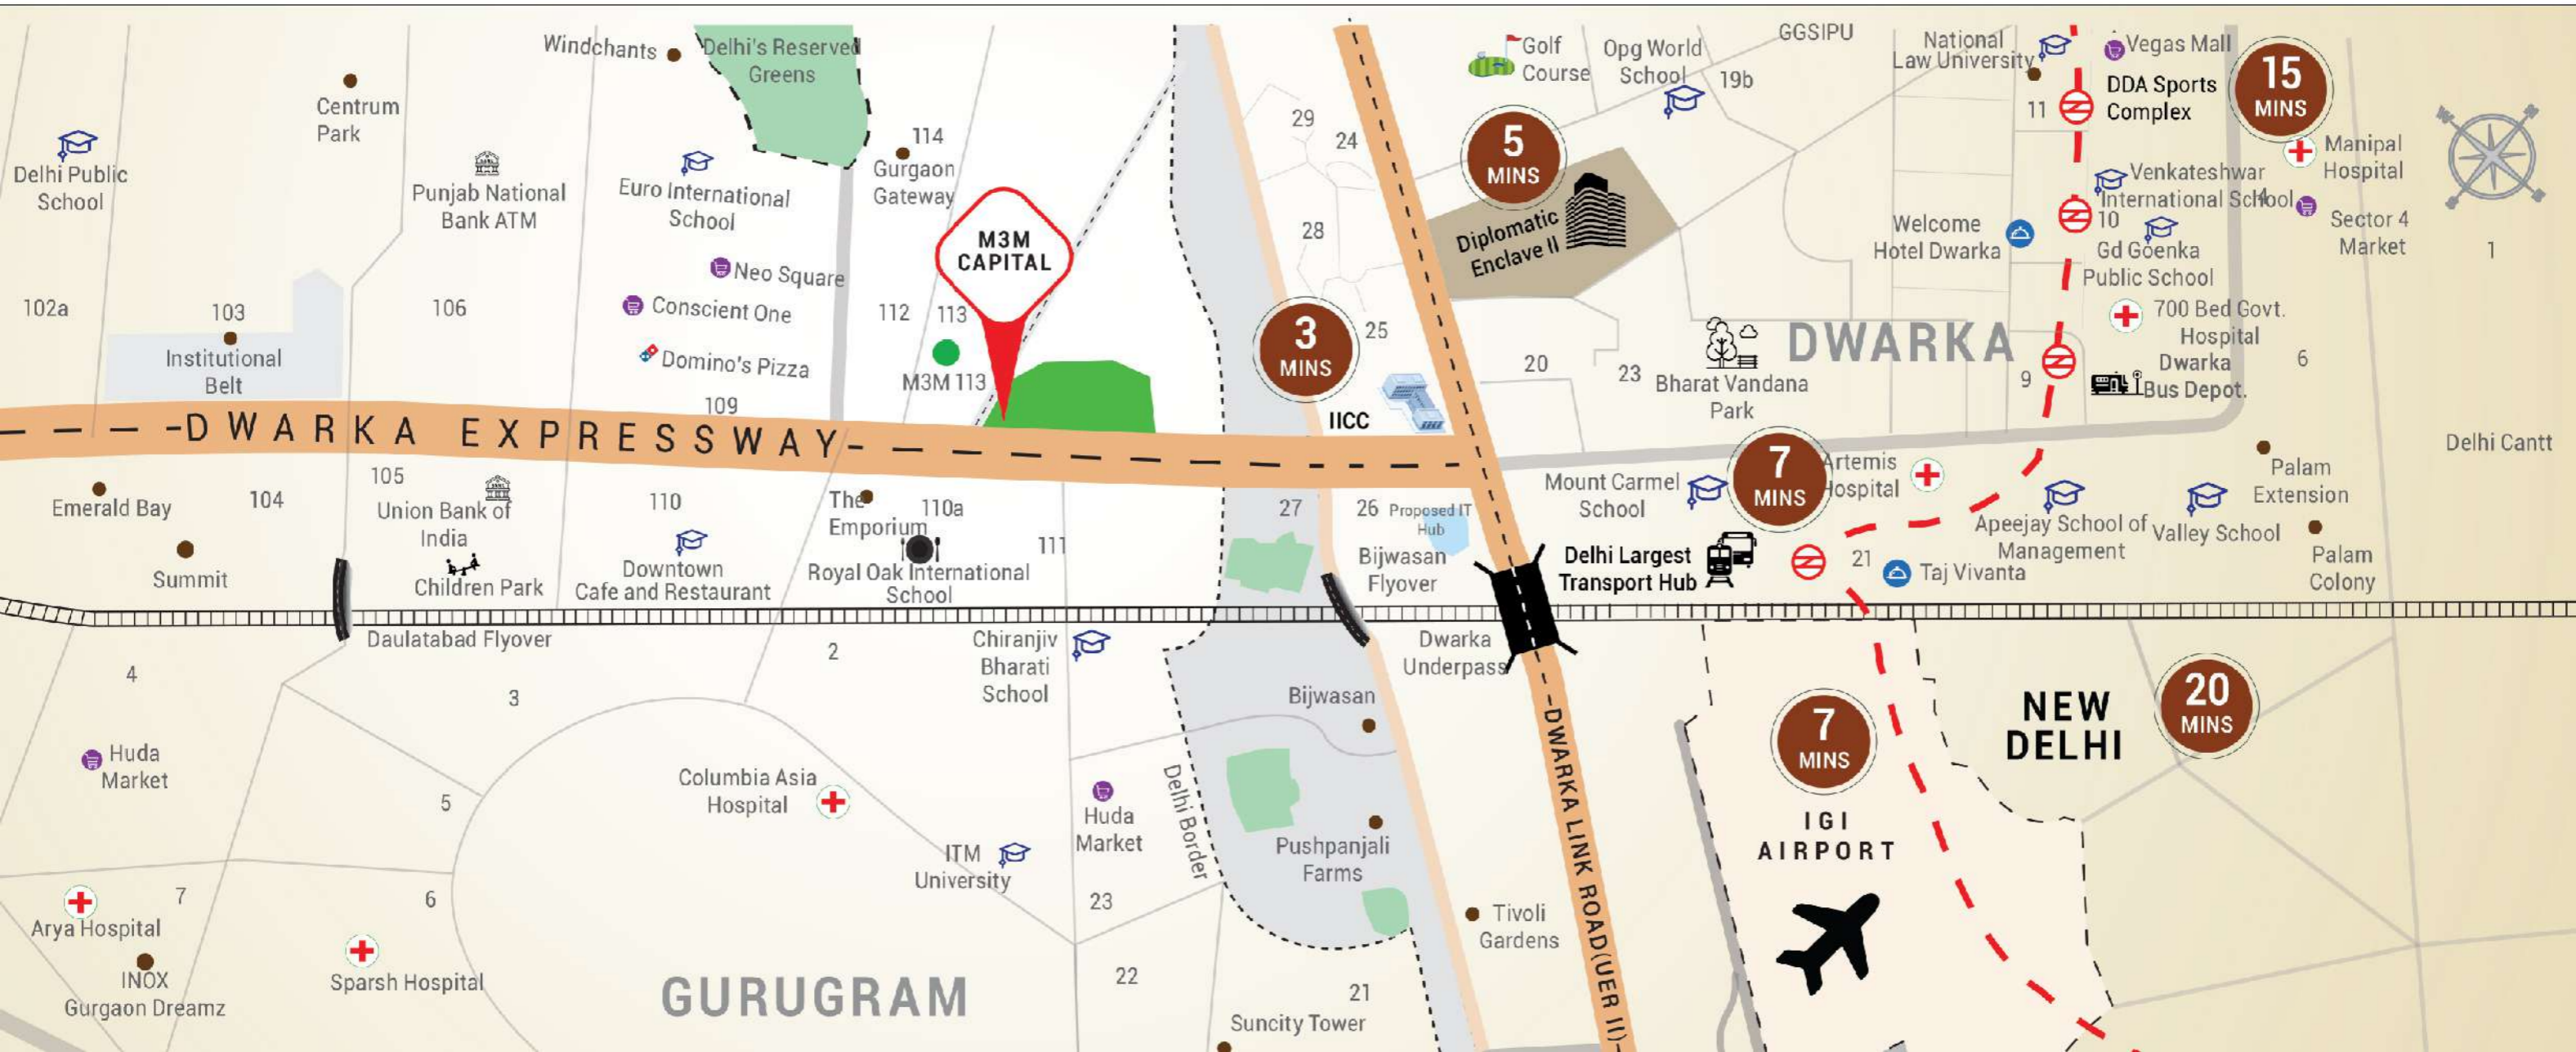 Windchants
Delhi's Reserved
Greens
Centrum
Park
Delhi Public
School
Punjab National
Bank ATM
Euro International
School
114
Gurgaon
Gateway
M3M
CAPITAL
Neo Square
Conscient One
Domino's Pizza
109
112
113
M3M 113
102a
103
Institutional
Belt
106
DWARKA EXPRESSWAY
29
24
28
3
MINS
25
IICC
Golf
Course
Opg World
School
19b
GGSIPU
5
MINS
Diplomatic
Enclave II
National
Law University
Vegas Mall
DDA Sports
Complex
11
15
MINS
Manipal
Hospital
Venkateshwar
International School
4
10
Sector 4
Market
Welcome
Hotel Dwarka
Gd Goenka
Public School
1
700 Bed Govt.
Hospital
Dwarka
Bus Depot.
6
9
20
23
Bharat Vandana
Park
DWARKA
Delhi Cantt
Emerald Bay
104
105
Union Bank of
India
Summit
Children Park
110
Downtown
Cafe and Restaurant
The
Emporium
110a
Royal Oak International
School
111
27
26
Proposed IT
Hub
Bijwasan
Flyover
Mount Carmel
School
7
MINS
Artemis
Hospital
Delhi Largest
Transport Hub
21
Taj Vivanta
Apeejay School of
Management
Valley School
Palam
Extension
Palam
Colony
Daulatabad Flyover
4
3
2
Chiranjiv
Bharati
School
Dwarka
Underpass
Bijwasan
DWARKA LINK ROAD(UER II)
7
MINS
IGI
AIRPORT
NEW
DELHI
20
MINS
Huda
Market
5
Columbia Asia
Hospital
Huda
Market
Delhi Border
Pushpanjali
Farms
ITM
University
7
6
Arya Hospital
INOX
Gurgaon Dreamz
Sparsh Hospital
GURUGRAM
23
22
21
Tivoli
Gardens
Suncity Tower